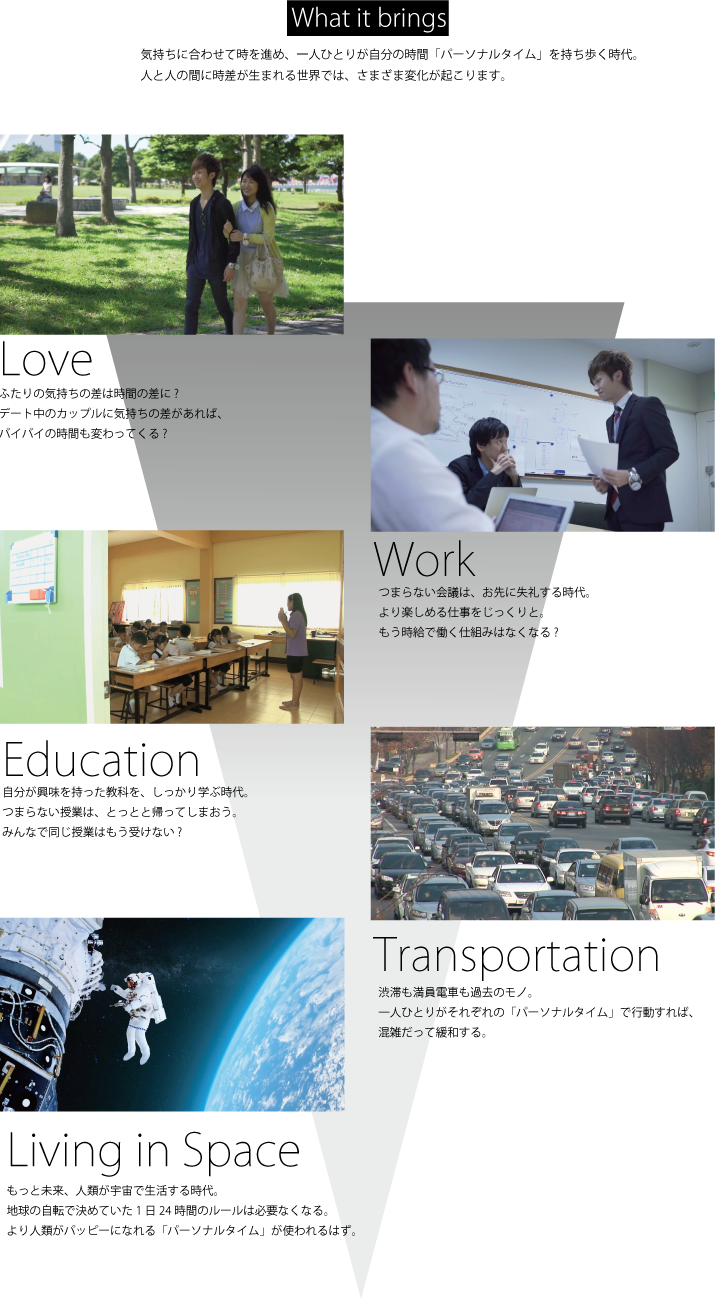 What it brings
気持ちに合わせて時を進め、一人ひとりが自分の時間「パーソナルタイム」を持ち歩く時代。
人と人の間に時差が生まれる世界では、さまざま変化が起こります。
Love
ふたりの気持ちの差は時間の差に？
デート中のカップルに気持ちの差があれば、
バイバイの時間も変わってくる？
Work
つまらない会議は、お先に失礼する時代。
より楽しめる仕事をじっくりと。
もう時給で働く仕組みはなくなる？
Education
自分が興味を持った教科を、しっかり学ぶ時代。
つまらない授業は、とっとと帰ってしまおう。
みんなで同じ授業はもう受けない？
Transportation
渋滞も満員電車も過去のモノ。
一人ひとりがそれぞれの「パーソナルタイム」で行動すれば、
混雑だって緩和する。
Living in Space
もっと未来、人類が宇宙で生活する時代。
地球の自転で決めていた 1 日 24 時間のルールは必要なくなる。
より人類がハッピーになれる「パーソナルタイム」が使われるはず。